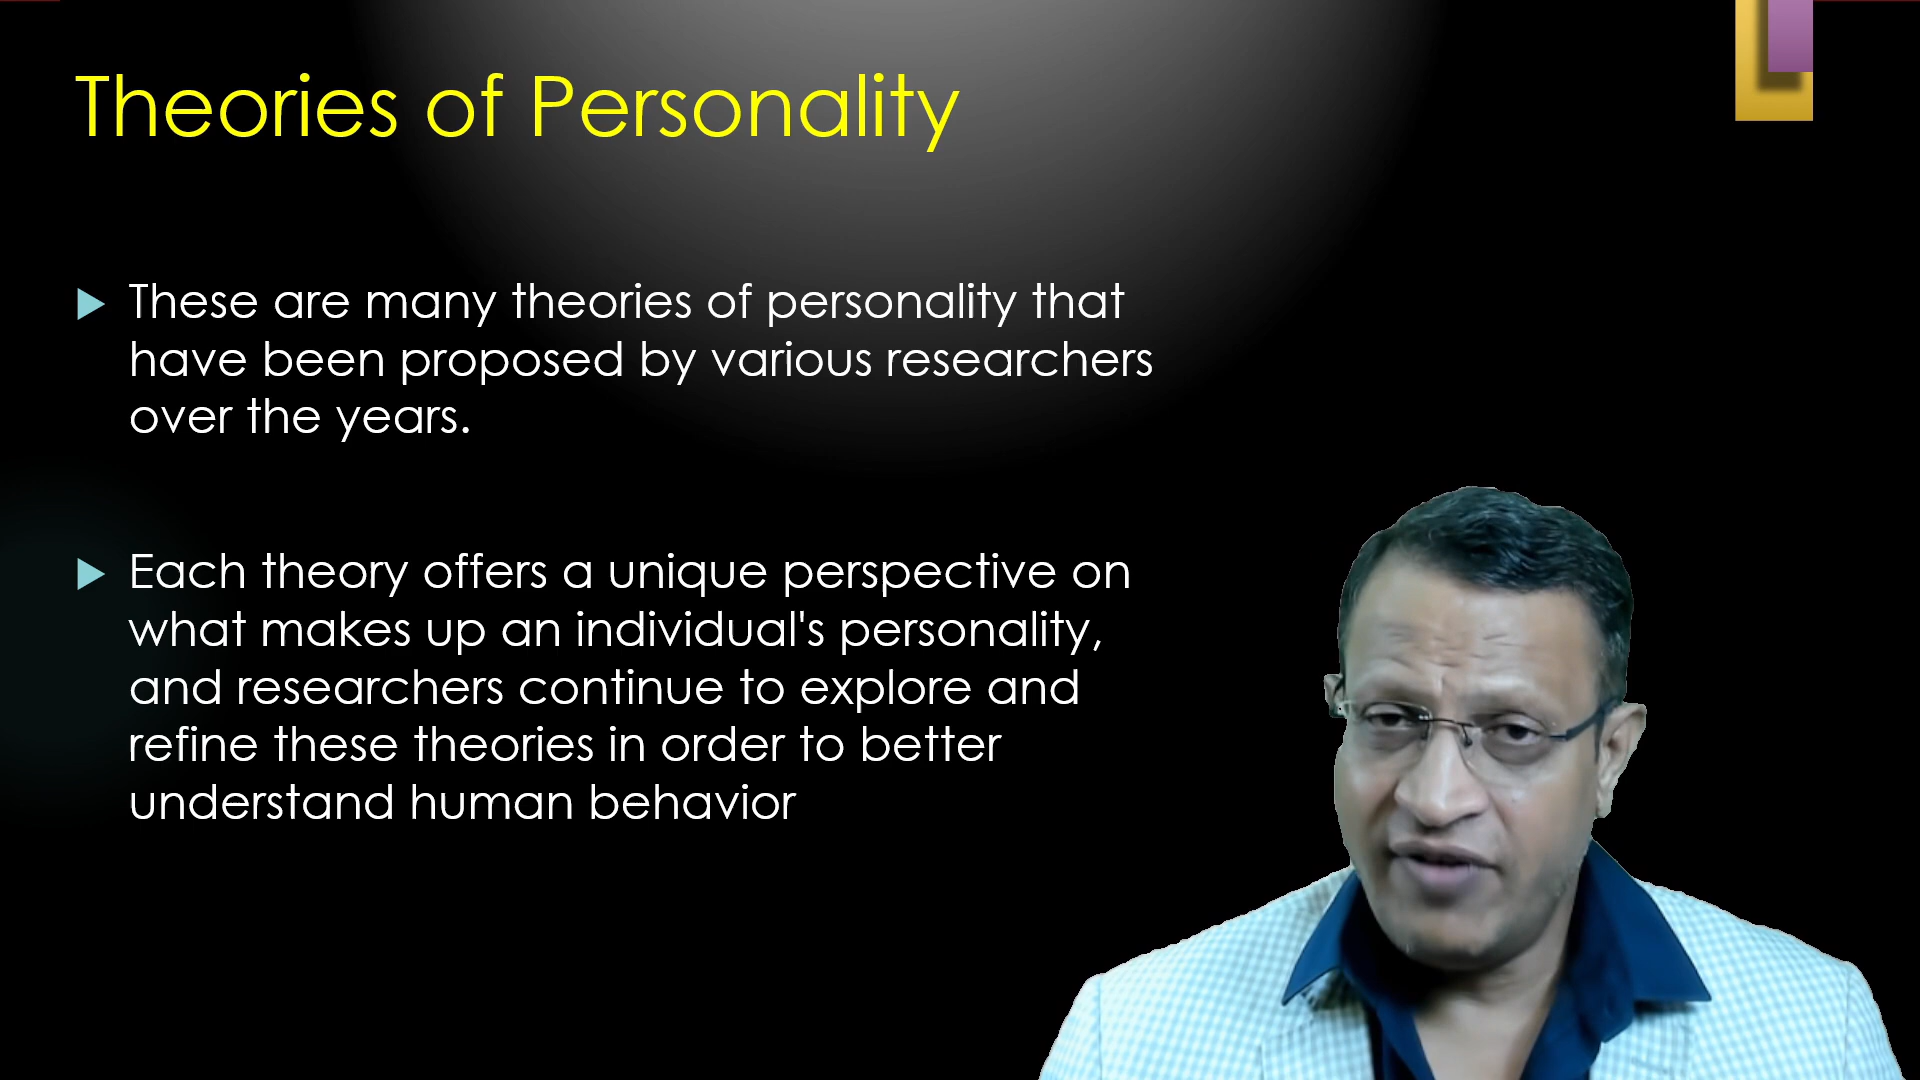 Theories of Personality
These are many theories of personality that
have been proposed by various researchers
over the years.
Each theory offers a unique perspective on
what makes up an individual's personality,
and researchers continue to explore and
refine these theories in order to better
understand human behavior